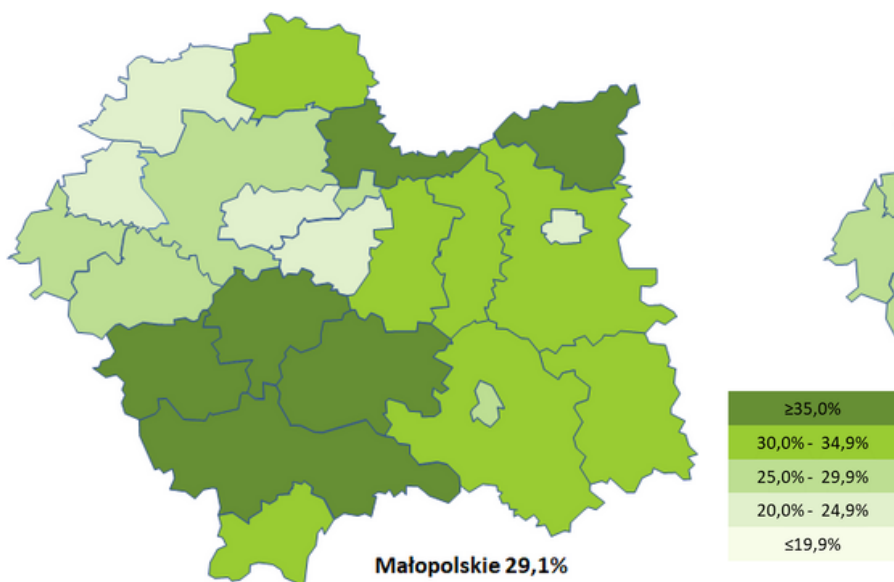 ≥35,0%
30,0% - 34,9%
25,0% - 29,9%
20,0% - 24,9%
≤19,9%
Małopolskie 29,1%